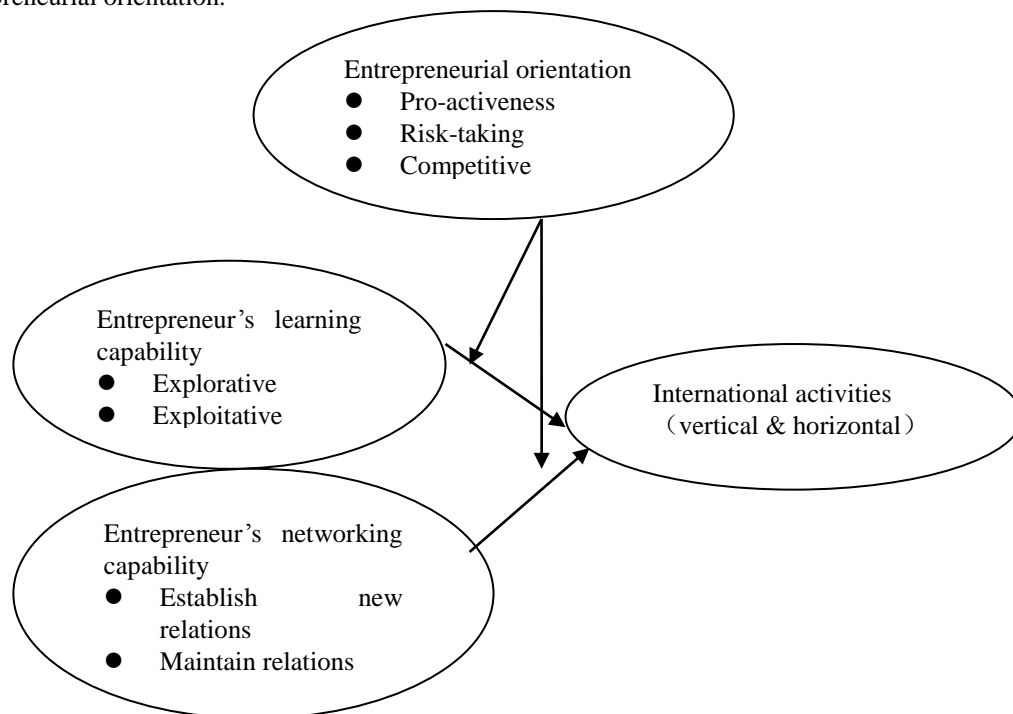 preneurial orientation.
Entrepreneurial orientation
● Pro-activeness
● Risk-taking
● Competitive
Entrepreneur’s learning
capability
● Explorative
● Exploitative
International activities
（vertical & horizontal）
Entrepreneur’s networking
capability
● Establish new
relations
● Maintain relations